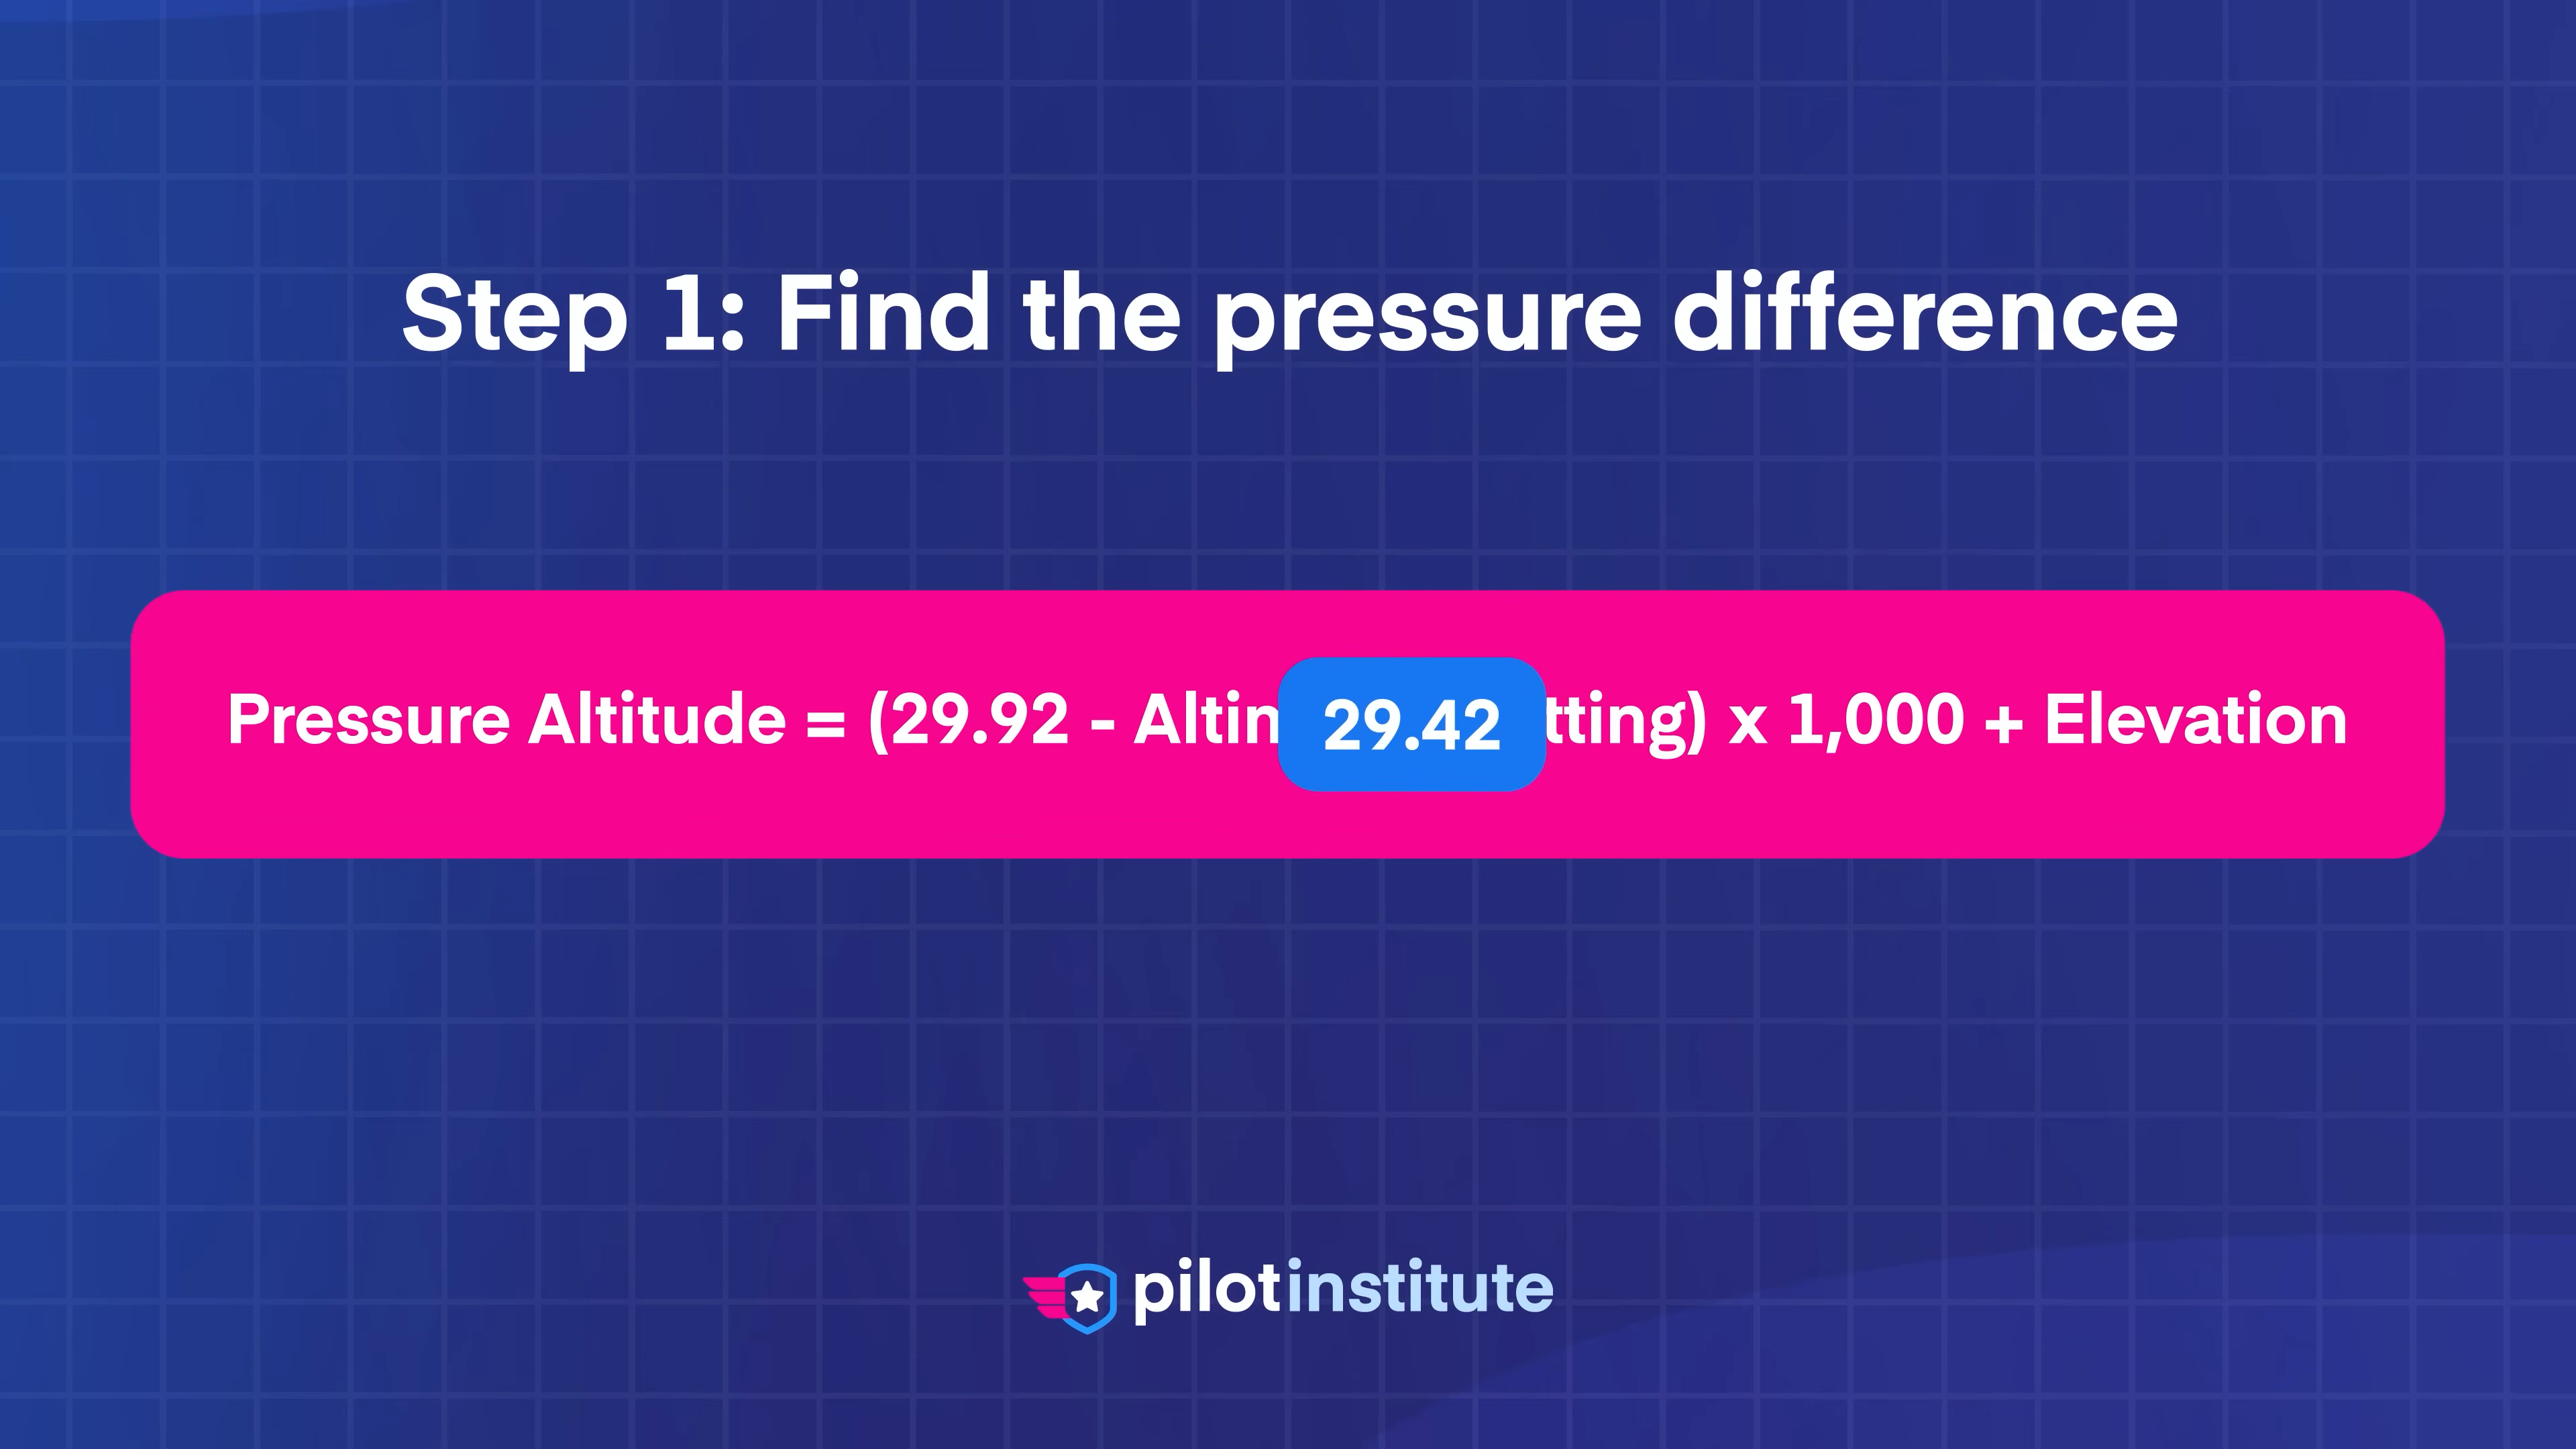 Step 1: Find the pressure difference
Pressure Altitude = (29.92 - Altin 29.42 tting) x 1,000 + Elevation
pilotinstitute